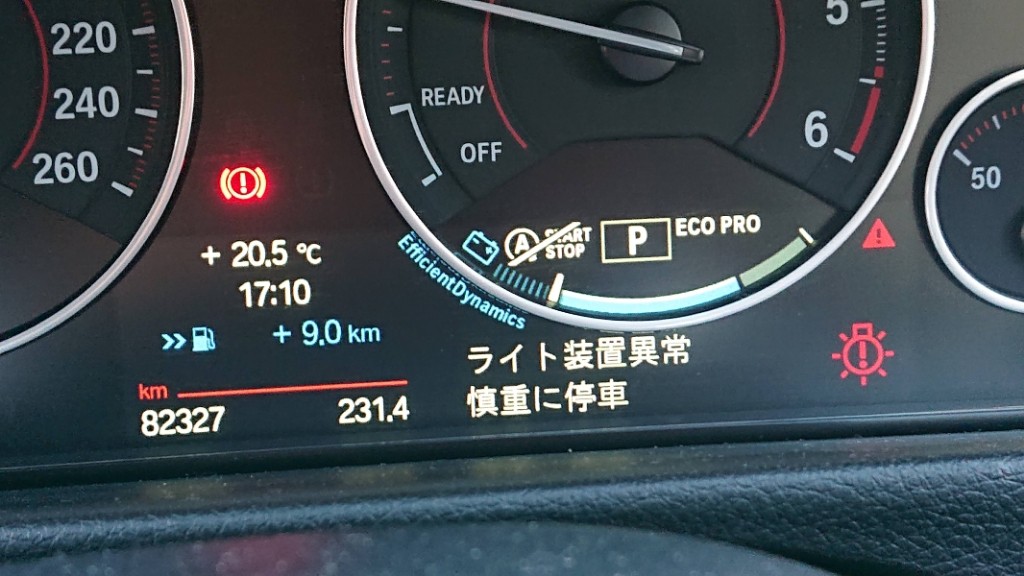 220
240
260
5
6
READY
OFF
50
+ 20.5 °C
17:10
+ 9.0 km
km
82327
231.4
A START STOP
P
ECO PRO
EfficientDynamics
ライト装置異常
慎重に停車